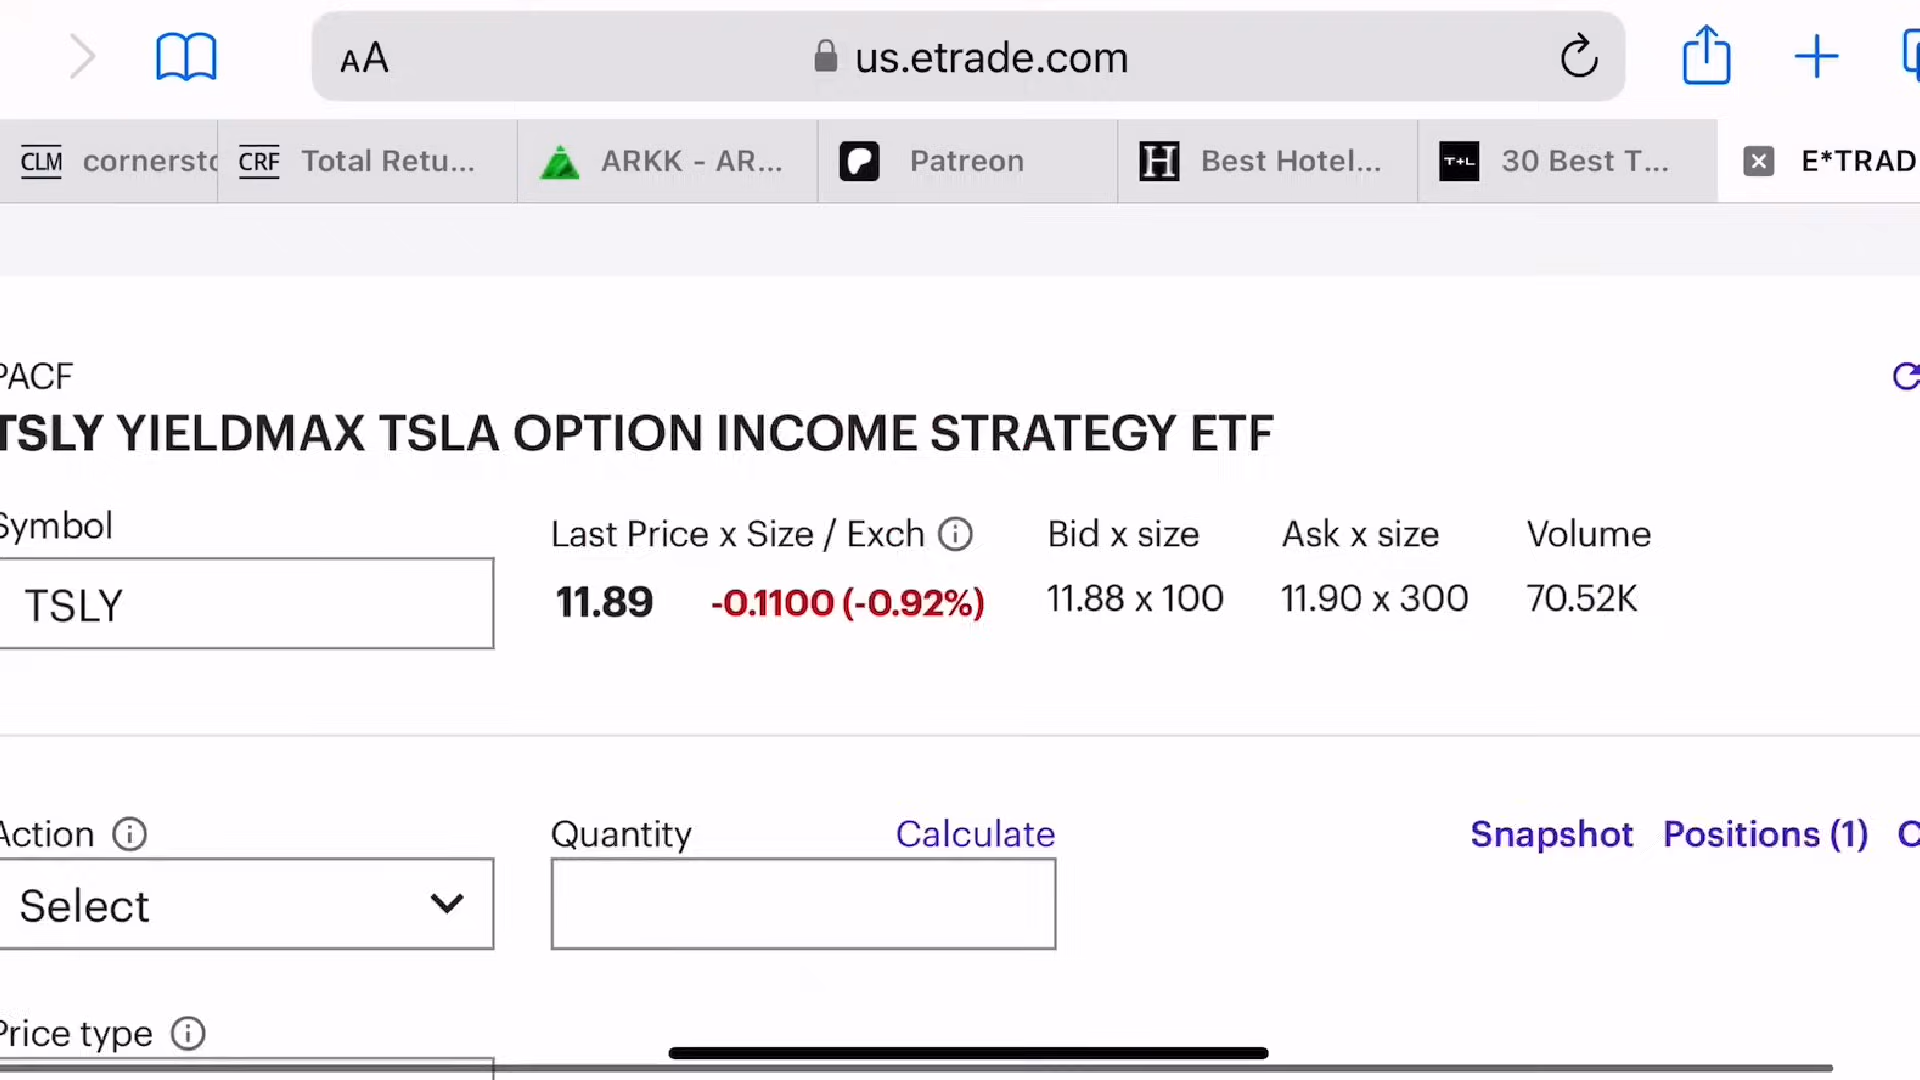 AA us.etrade.com
CLM cornersto CRF Total Retu... ARKK - AR... Patreon H Best Hotel... T+L 30 Best T... E*TRAD
PACF
TSLY YIELDMAX TSLA OPTION INCOME STRATEGY ETF
Symbol Last Price x Size / Exch Bid x size Ask x size Volume
TSLY 11.89 -0.1100 (-0.92%) 11.88 x 100 11.90 x 300 70.52K
Action Quantity Calculate Snapshot Positions (1)
Select
Price type